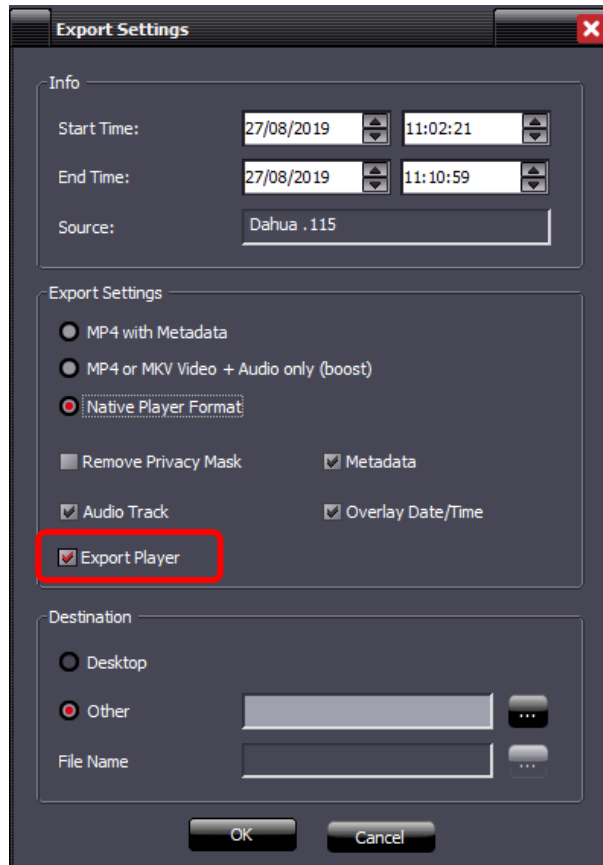 Export Settings
Info
Start Time: 27/08/2019 11:02:21
End Time: 27/08/2019 11:10:59
Source: Dahua .115
Export Settings
MP4 with Metadata
MP4 or MKV Video + Audio only (boost)
Native Player Format
Remove Privacy Mask Metadata
Audio Track Overlay Date/Time
Export Player
Destination
Desktop
Other ...
File Name ...
OK Cancel